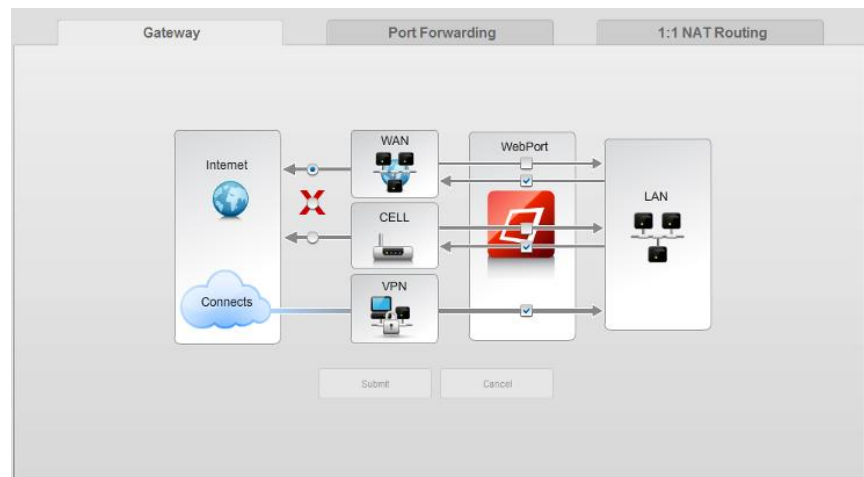 Gateway
Port Forwarding
1:1 NAT Routing
WAN
WebPort
Internet
LAN
CELL
VPN
Connects
Submit
Cancel